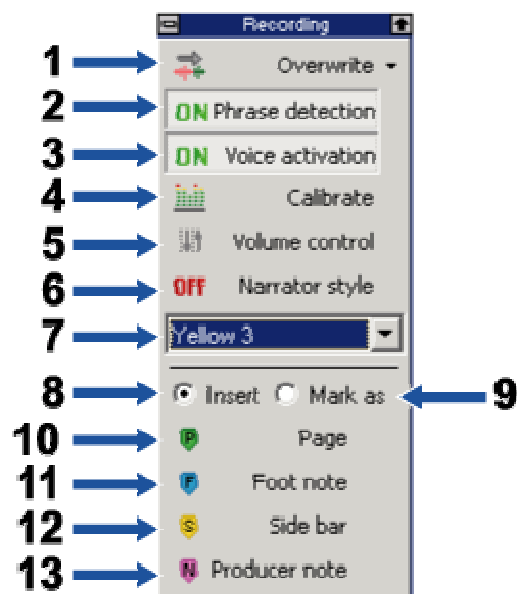 Recording
1 Overwrite
2 ON Phrase detection
3 ON Voice activation
4 Calibrate
5 Volume control
6 OFF Narrator style
7 Yellow 3
8 Insert Mark as 9
10 P Page
11 F Foot note
12 S Side bar
13 N Producer note